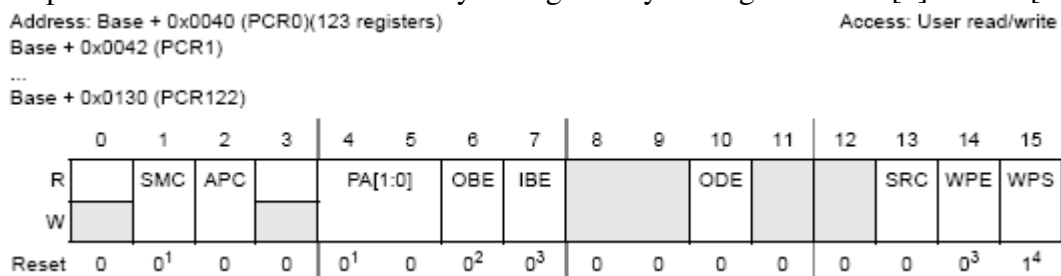 Address: Base + 0x0040 (PCR0)(123 registers) Access: User read/write
Base + 0x0042 (PCR1)
...
Base + 0x0130 (PCR122)
0 1 2 3 4 5 6 7 8 9 10 11 12 13 14 15
R SMC APC PA[1:0] OBE IBE ODE SRC WPE WPS
W
Reset 0 0¹ 0 0 0¹ 0 0² 0³ 0 0 0 0 0 0 0³ 1⁴